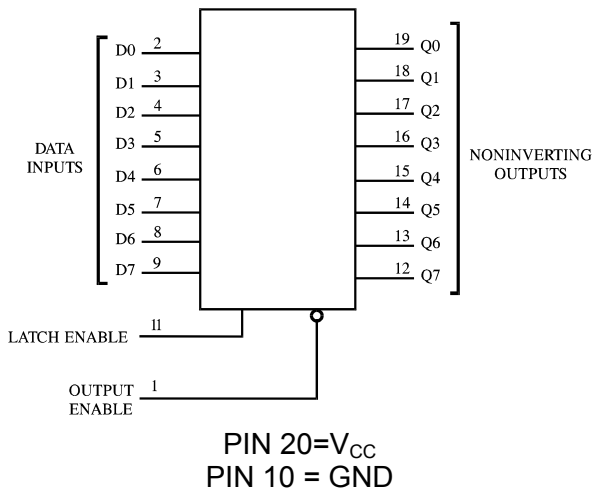 D0 2
D1 3
D2 4
D3 5
D4 6
D5 7
D6 8
D7 9
DATA
INPUTS
19 Q0
18 Q1
17 Q2
16 Q3
15 Q4
14 Q5
13 Q6
12 Q7
NONINVERTING
OUTPUTS
LATCH ENABLE 11
OUTPUT
ENABLE
1
PIN 20=VCC
PIN 10 = GND